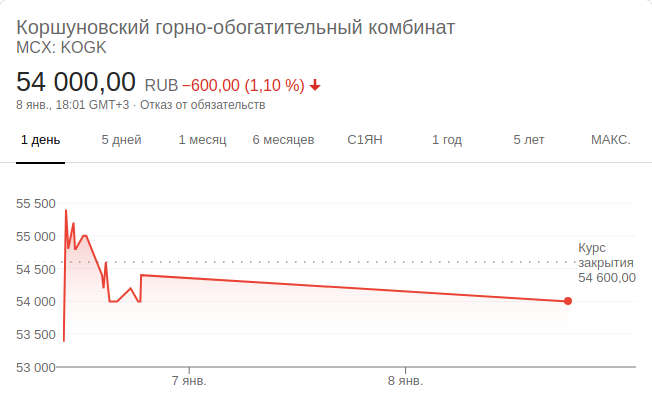 Коршуновский горно-обогатительный комбинат
MCX: KOGK
54 000,00 RUB −600,00 (1,10 %)
8 янв., 18:01 GMT+3 · Отказ от обязательств
1 день 5 дней 1 месяц 6 месяцев С1ЯН 1 год 5 лет МАКС.
55 500
55 000
Курс
закрытия
54 500
54 600,00
54 000
53 500
53 000
7 янв. 8 янв.